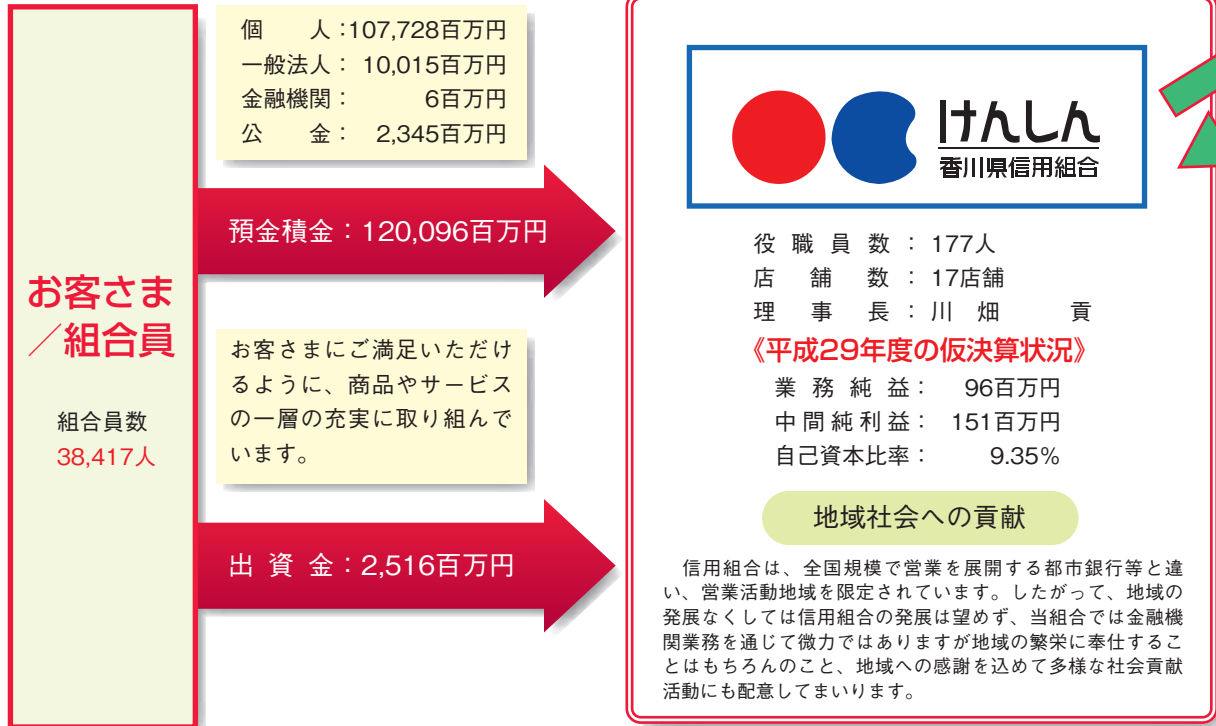 お客さま
／組合員
組合員数
38,417人
個　　人：107,728百万円
一般法人： 10,015百万円
金融機関：　　　6百万円
公　　金： 2,345百万円
預金積金：120,096百万円
お客さまにご満足いただけ
るように、商品やサービス
の一層の充実に取り組んで
います。
出 資 金：2,516百万円
けんしん
香川県信用組合
役 職 員 数 ： 177人
店　舗　数 ： 17店舗
理　事　長 ： 川　畑　　貢
《平成29年度の仮決算状況》
業 務 純 益： 96百万円
中間純利益： 151百万円
自己資本比率： 9.35%
地域社会への貢献
　信用組合は、全国規模で営業を展開する都市銀行等と違
い、営業活動地域を限定されています。したがって、地域の
発展なくしては信用組合の発展は望めず、当組合では金融機
関業務を通じて微力ではありますが地域の繁栄に奉仕するこ
とはもちろんのこと、地域への感謝を込めて多様な社会貢献
活動にも配意してまいります。